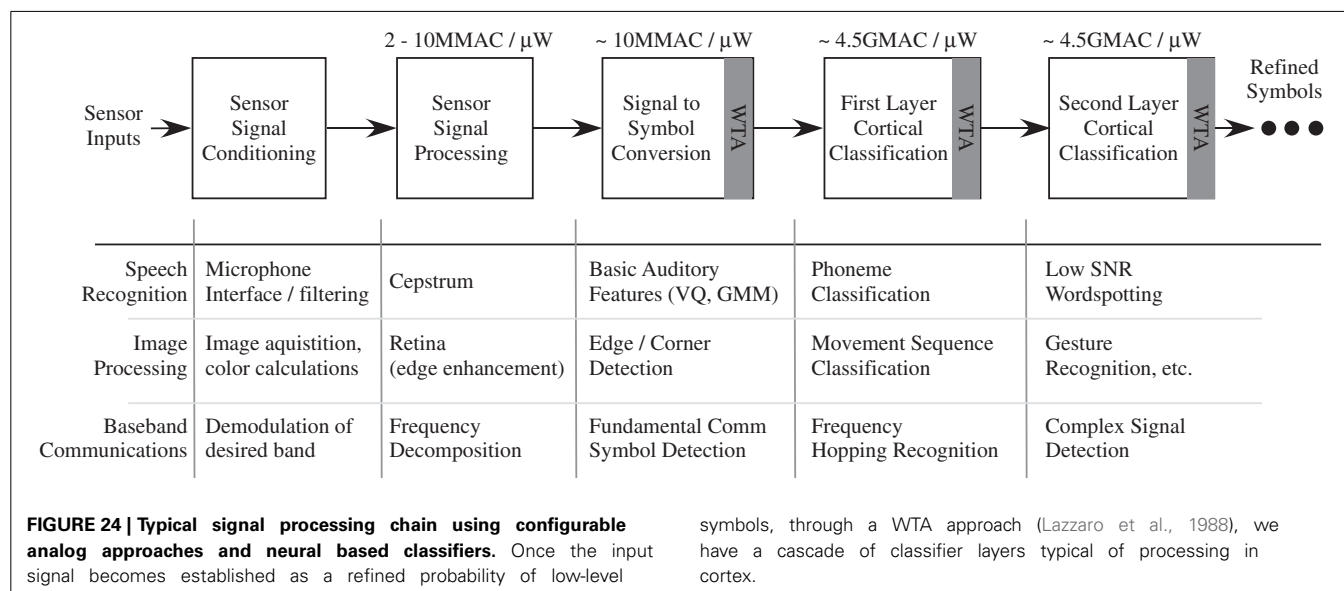 2 - 10MMAC / µW
~ 10MMAC / µW
~ 4.5GMAC / µW
~ 4.5GMAC / µW
Sensor
Inputs
Sensor
Signal
Conditioning
Sensor
Signal
Processing
Signal to
Symbol
Conversion
WTA
First Layer
Cortical
Classification
WTA
Second Layer
Cortical
Classification
WTA
Refined
Symbols
Speech
Recognition
Microphone
Interface / filtering
Cepstrum
Basic Auditory
Features (VQ, GMM)
Phoneme
Classification
Low SNR
Wordspotting
Image
Processing
Image aquistition,
color calculations
Retina
(edge enhancement)
Edge / Corner
Detection
Movement Sequence
Classification
Gesture
Recognition, etc.
Baseband
Communications
Demodulation of
desired band
Frequency
Decomposition
Fundamental Comm
Symbol Detection
Frequency
Hopping Recognition
Complex Signal
Detection
FIGURE 24 | Typical signal processing chain using configurable
analog approaches and neural based classifiers. Once the input
signal becomes established as a refined probability of low-level
symbols, through a WTA approach (Lazzaro et al., 1988), we
have a cascade of classifier layers typical of processing in
cortex.